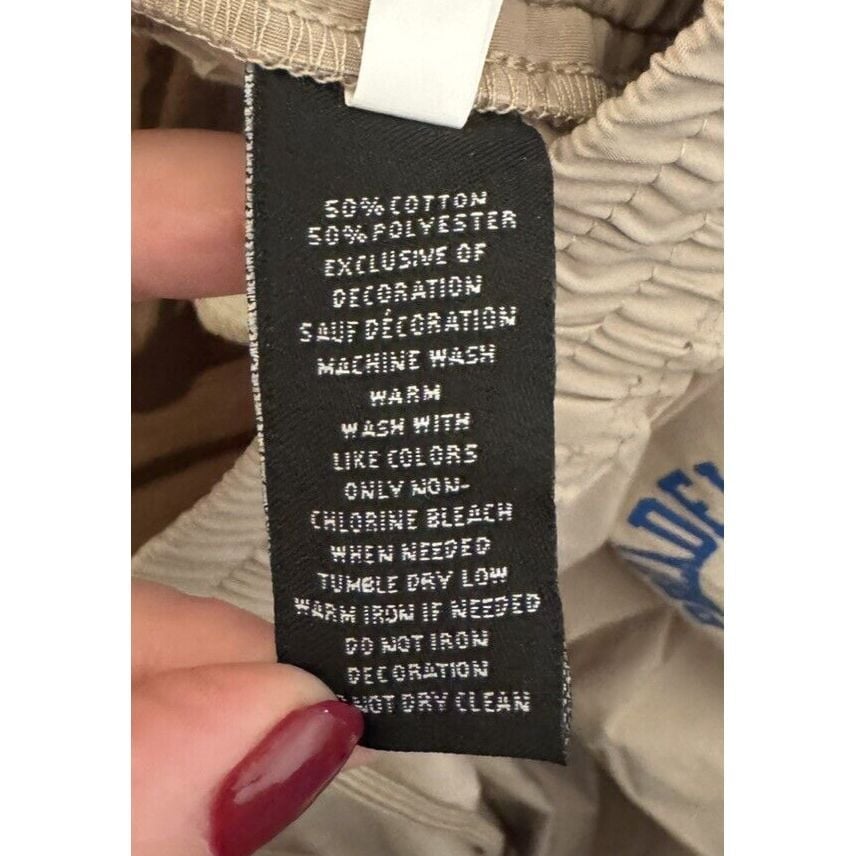 50% COTTON
50% POLYESTER
EXCLUSIVE OF
DECORATION
SAUF DÉCORATION
MACHINE WASH
WARM
WASH WITH
LIKE COLORS
ONLY NON-
CHLORINE BLEACH
WHEN NEEDED
TUMBLE DRY LOW
WARM IRON IF NEEDED
DO NOT IRON
DECORATION
NOT DRY CLEAN